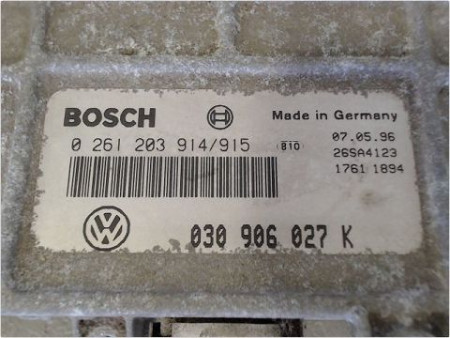 BOSCH Made in Germany
0 261 203 914/915 810 07.05.96
26SA4123
1761 1894
VW 030 906 027 K